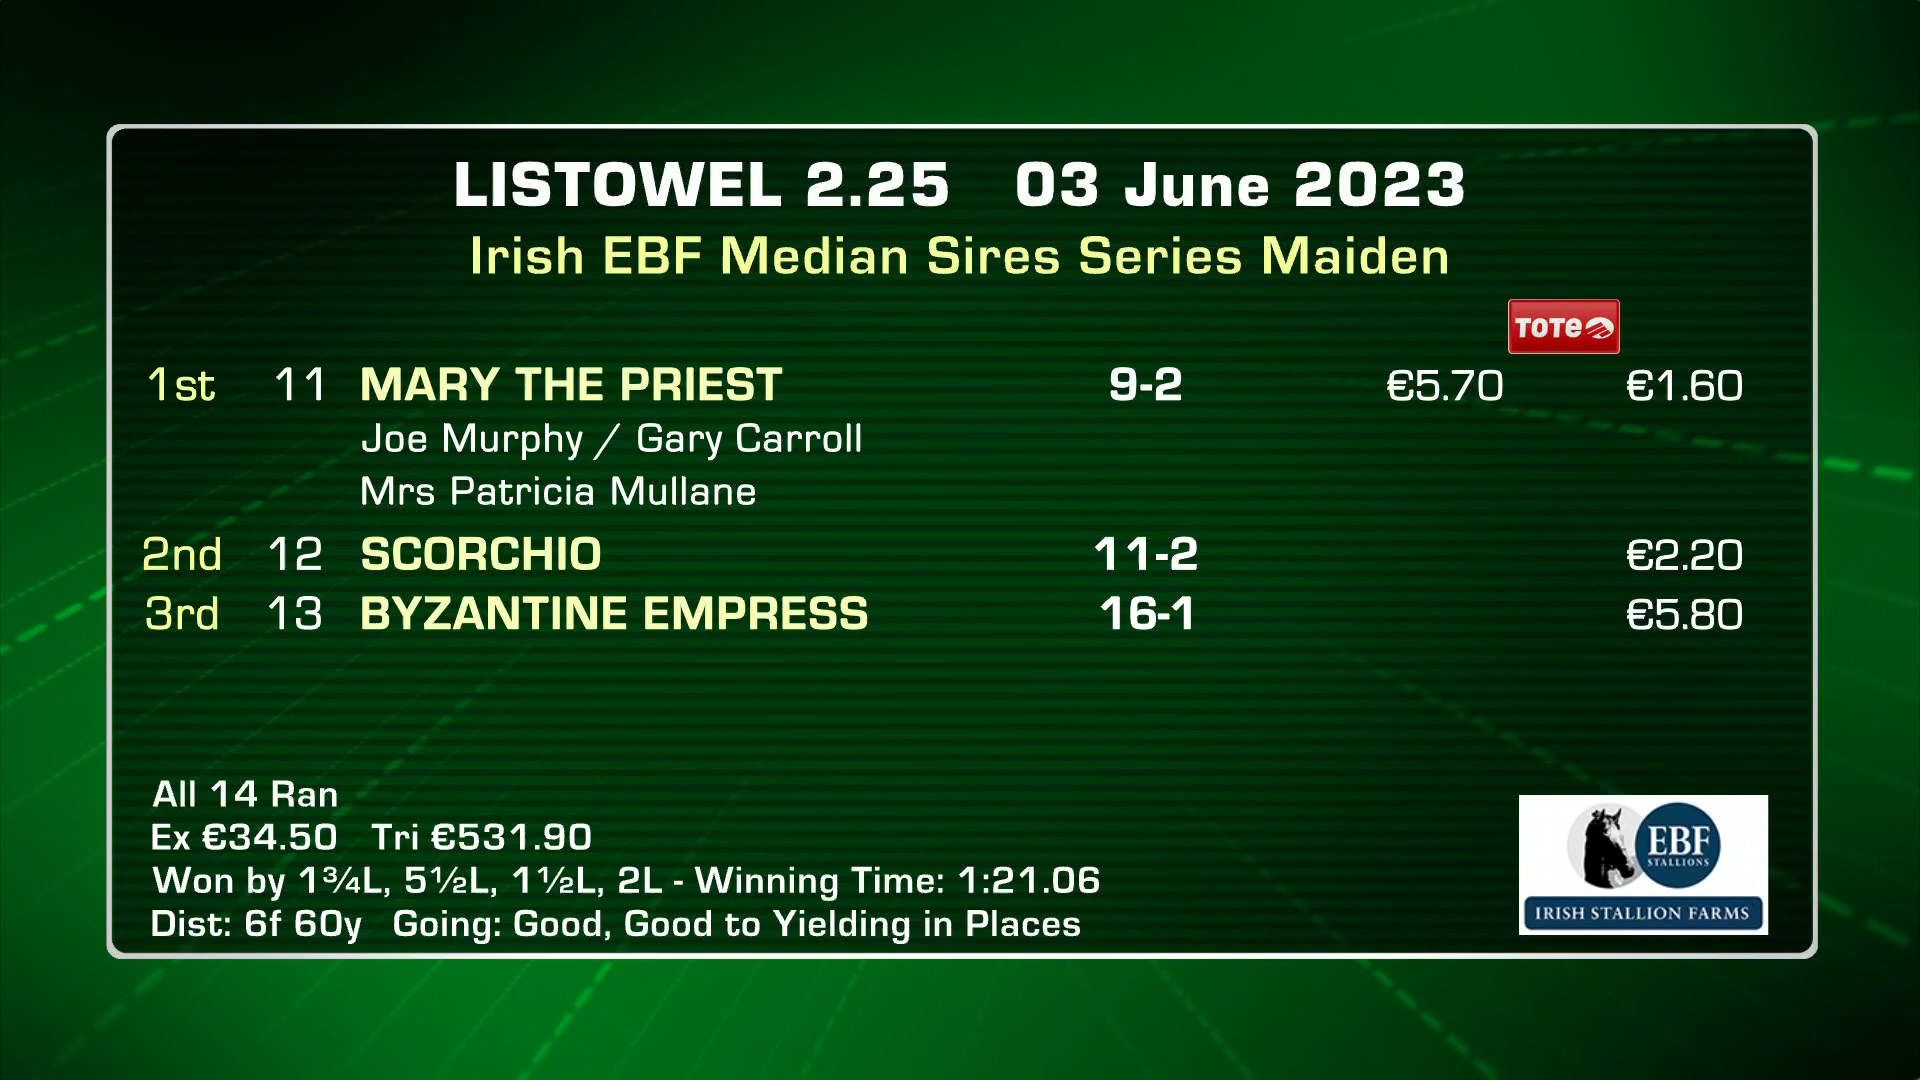 LISTOWEL 2.25 03 June 2023
Irish EBF Median Sires Series Maiden
TOTE
1st 11 MARY THE PRIEST 9-2 €5.70 €1.60
Joe Murphy / Gary Carroll
Mrs Patricia Mullane
2nd 12 SCORCHIO 11-2 €2.20
3rd 13 BYZANTINE EMPRESS 16-1 €5.80
All 14 Ran
Ex €34.50 Tri €531.90
Won by 1¾L, 5½L, 1½L, 2L - Winning Time: 1:21.06
Dist: 6f 60y Going: Good, Good to Yielding in Places
EBF
STALLIONS
IRISH STALLION FARMS